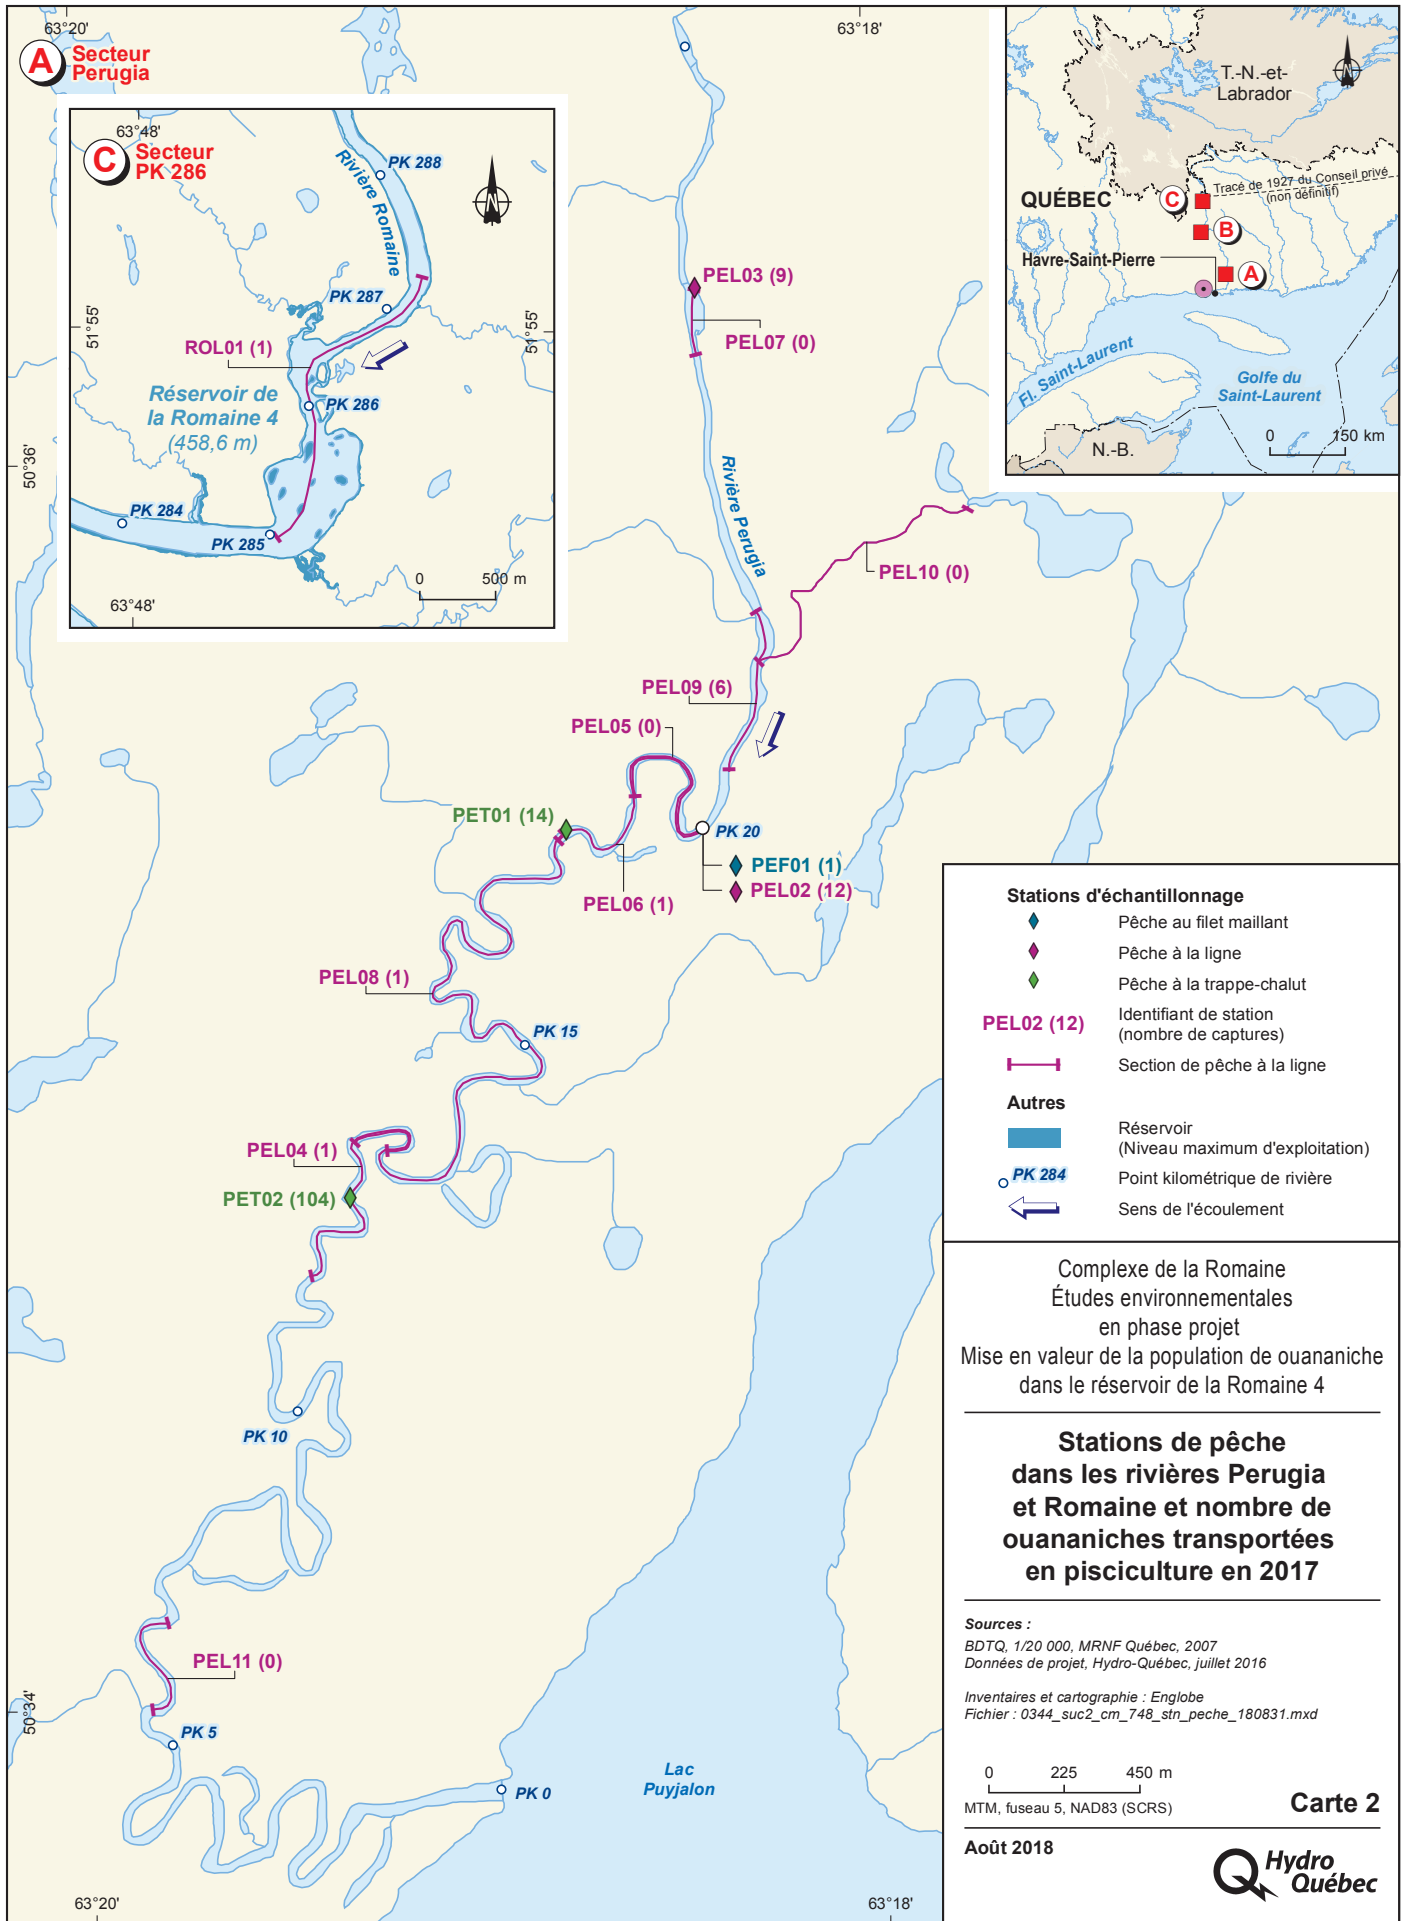 63°20'
63°18'
A
Secteur
Perugia
63°48'
C
Secteur
PK 286
PK 288
Rivière Romaine
PK 287
51°55'
51°55'
ROL01 (1)
Réservoir de
la Romaine 4
(458,6 m)
PK 286
PK 284
PK 285
0
500 m
63°48'
T.-N.-et-
Labrador
Tracé de 1927 du Conseil privé
(non définitif)
QUÉBEC
C
B
Havre-Saint-Pierre
A
Fl. Saint-Laurent
Golfe du
Saint-Laurent
0
150 km
N.-B.
PEL03 (9)
PEL07 (0)
50°36'
Rivière Perugia
PEL10 (0)
PEL09 (6)
PEL05 (0)
PET01 (14)
PK 20
PEF01 (1)
PEL02 (12)
PEL06 (1)
PEL08 (1)
PK 15
PEL04 (1)
PET02 (104)
PK 10
PEL11 (0)
50°34'
PK 5
PK 0
Lac
Puyjalon
63°20'
63°18'
Stations d'échantillonnage
Pêche au filet maillant
Pêche à la ligne
Pêche à la trappe-chalut
PEL02 (12)
Identifiant de station
(nombre de captures)
Section de pêche à la ligne
Autres
Réservoir
(Niveau maximum d'exploitation)
PK 284
Point kilométrique de rivière
Sens de l'écoulement
Complexe de la Romaine
Études environnementales
en phase projet
Mise en valeur de la population de ouananiche
dans le réservoir de la Romaine 4
Stations de pêche
dans les rivières Perugia
et Romaine et nombre de
ouananiches transportées
en pisciculture en 2017
Sources :
BDTQ, 1/20 000, MRNF Québec, 2007
Données de projet, Hydro-Québec, juillet 2016
Inventaires et cartographie : Englobe
Fichier : 0344_suc2_cm_748_stn_peche_180831.mxd
0
225
450 m
MTM, fuseau 5, NAD83 (SCRS)
Carte 2
Août 2018
Hydro
Québec